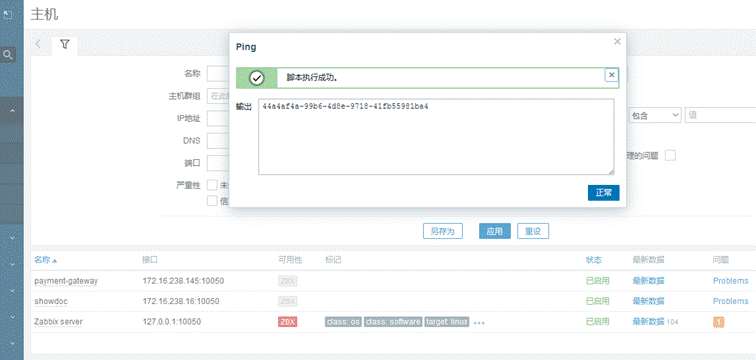 主机
Ping
脚本执行成功。
输出
44a4af4a-99b6-4d8e-9718-41fb55981ba4
正常
名称
主机群组
在此
IP地址
包含
值
DNS
理的问题
端口
严重性
未
信
另存为 应用 重设
名称 接口 可用性 标记 状态 最新数据 问题
payment-gateway 172.16.238.145:10050 ZBX 已启用 最新数据 Problems
showdoc 172.16.238.16:10050 ZBX 已启用 最新数据 Problems
Zabbix server 127.0.0.1:10050 ZBX class: os class: software target: linux ••• 已启用 最新数据 104 1